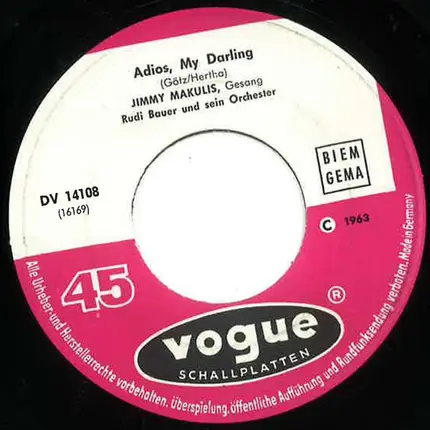 Adios, My Darling
(Götz/Hertha)
JIMMY MAKULIS, Gesang
Rudi Bauer und sein Orchester
BIEM
GEMA
DV 14108
(16169)
C 1963
45
®
vogue
SCHALLPLATTEN
Alle Urheber-und Herstellerrechte vorbehalten. Überspielung, öffentliche Aufführung und Rundfunksendung verboten. Made in Germany